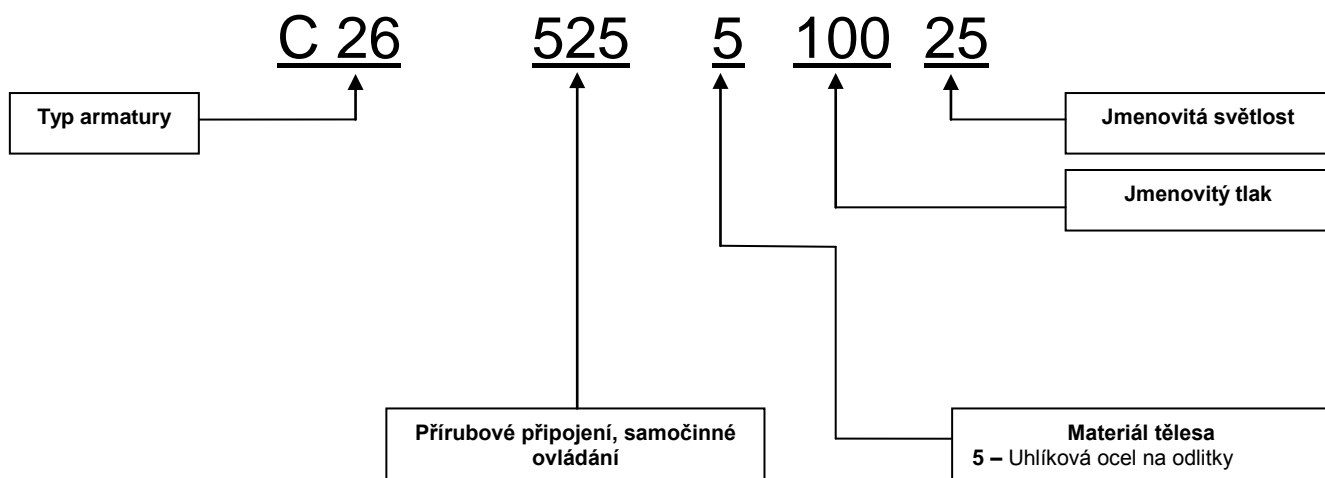 C 26 525 5 100 25
Typ armatury
Jmenovitá světlost
Jmenovitý tlak
Přírubové připojení, samočinné
ovládání
Materiál tělesa
5 – Uhlíková ocel na odlitky